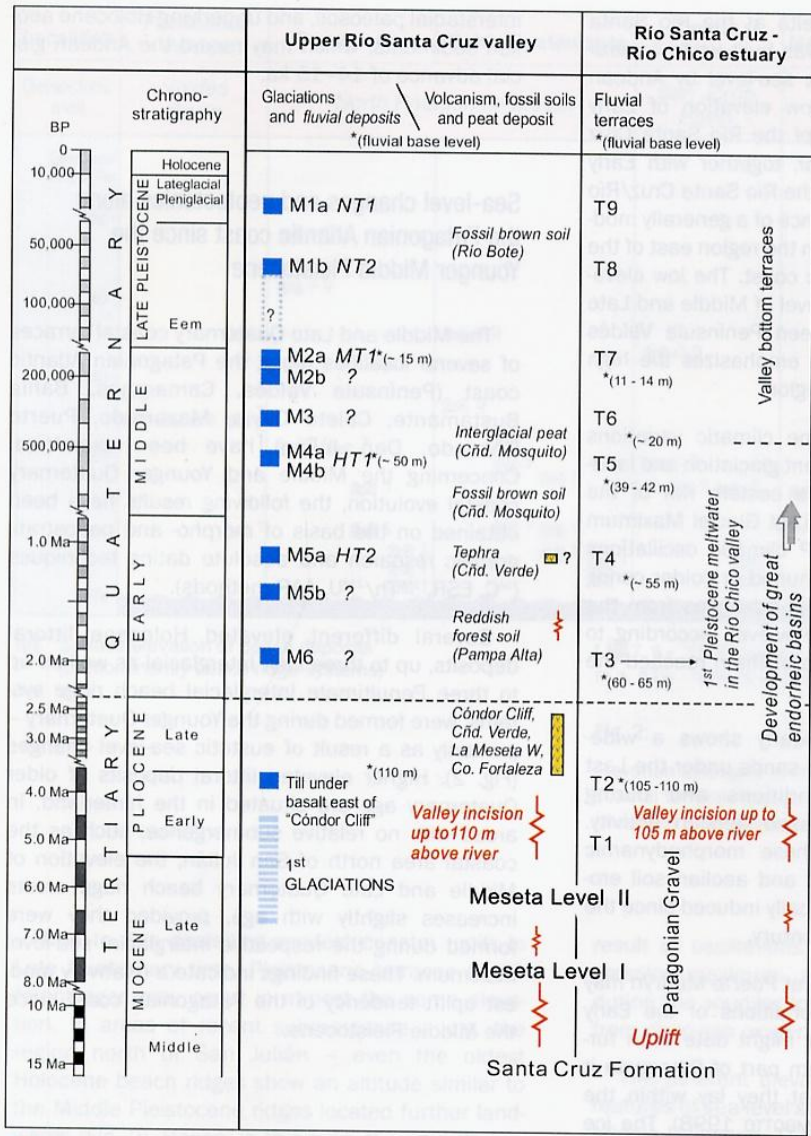 Upper Río Santa Cruz valley
Río Santa Cruz -
Río Chico estuary
BP
Chrono-
stratigraphy
Glaciations
and fluvial deposits
*(fluvial base level)
Volcanism, fossil soils
and peat deposit
Fluvial
terraces
*(fluvial base level)
0
10,000
50,000
100,000
200,000
500,000
1.0 Ma
2.0 Ma
2.5 Ma
3.0 Ma
4.0 Ma
5.0 Ma
6.0 Ma
7.0 Ma
8.0 Ma
10 Ma
15 Ma
QUATERNARY
TERTIARY
LATE PLEISTOCENE
MIDDLE
EARLY
PLIOCENE
MIOCENE
Holocene
Lateglacial
Pleniglacial
Eem
Late
Early
Late
Middle
M1a NT1
M1b NT2
?
M2a MT1*(~ 15 m)
M2b ?
M3 ?
M4a
M4b HT1*(~ 50 m)
M5a HT2
M5b ?
M6 ?
*(110 m)
Till under
basalt east of
"Cóndor Cliff"
1st
GLACIATIONS
Fossil brown soil
(Río Bote)
Interglacial peat
(Cñd. Mosquito)
Fossil brown soil
(Cñd. Mosquito)
Tephra
(Cñd. Verde)
?
Reddish
forest soil
(Pampa Alta)
Cóndor Cliff,
Cñd. Verde,
La Meseta W,
Co. Fortaleza
Valley incision
up to110 m
above river
Meseta Level II
Meseta Level I
Santa Cruz Formation
T9
T8
T7
*(11 - 14 m)
T6
*(~ 20 m)
T5
*(39 - 42 m)
T4
*(~ 55 m)
T3
*(60 - 65 m)
T2 *(105 -110 m)
T1
Valley incision up to
105 m above river
Uplift
Patagonian Gravel
1st Pleistocene meltwater
in the Río Chico valley
Valley bottom terraces
Development of great
endorheic basins